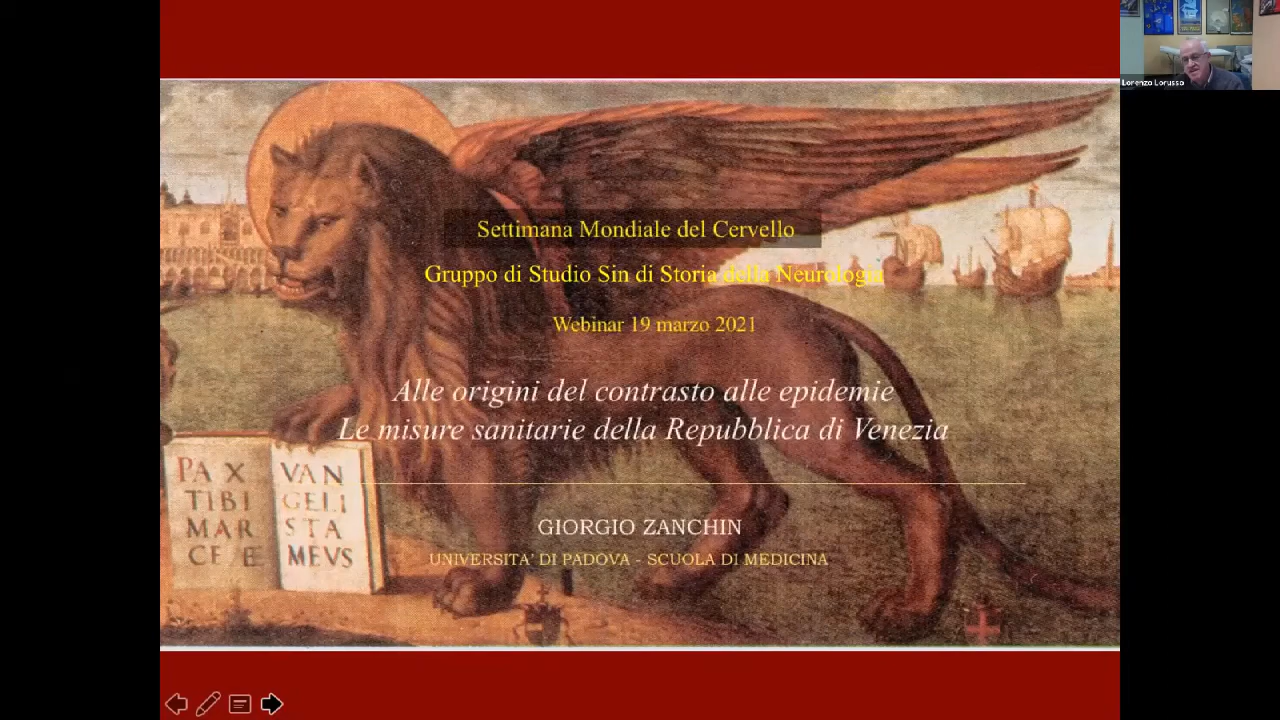 Lorenzo Lorusso
Settimana Mondiale del Cervello
Gruppo di Studio Sin di Storia della Neurologia
Webinar 19 marzo 2021
Alle origini del contrasto alle epidemie
Le misure sanitarie della Repubblica di Venezia
GIORGIO ZANCHIN
UNIVERSITA' DI PADOVA - SCUOLA DI MEDICINA
PAX
TIBI
MAR
CE Æ
VAN
GELI
STA
MEVS